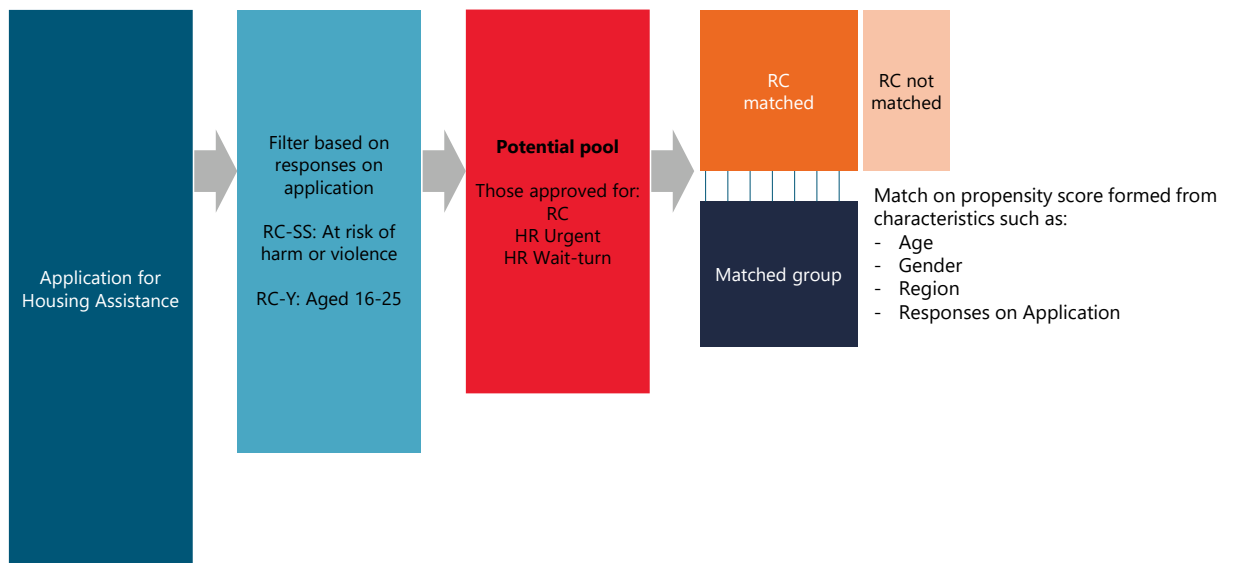 Application for
Housing Assistance
Filter based on
responses on
application
RC-SS: At risk of
harm or violence
RC-Y: Aged 16-25
Potential pool
Those approved for:
RC
HR Urgent
HR Wait-turn
RC
matched
RC not
matched
Matched group
Match on propensity score formed from
characteristics such as:
- Age
- Gender
- Region
- Responses on Application